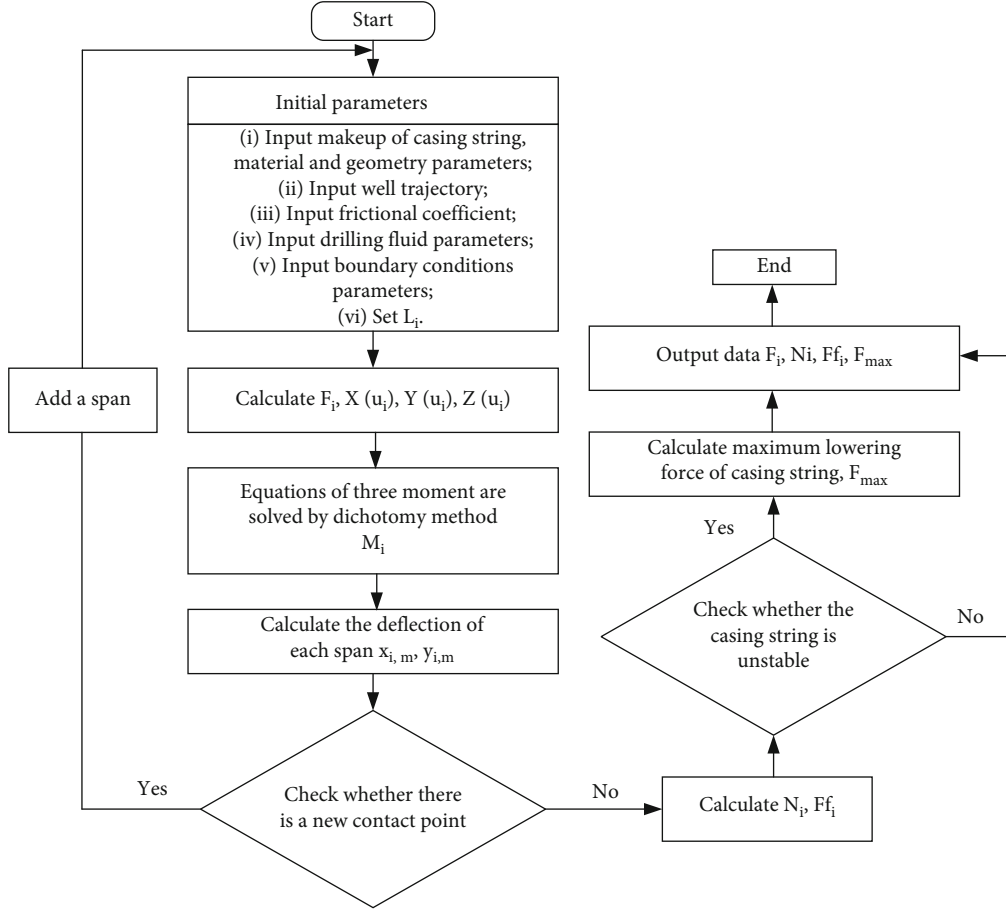 Start
Initial parameters
(i) Input makeup of casing string,
material and geometry parameters;
(ii) Input well trajectory;
(iii) Input frictional coefficient;
(iv) Input drilling fluid parameters;
(v) Input boundary conditions
parameters;
(vi) Set Li.
Add a span
Calculate Fi, X (ui), Y (ui), Z (ui)
Equations of three moment are
solved by dichotomy method
Mi
Calculate the deflection of
each span xi, m, yi,m
Yes
Check whether there
is a new contact point
No
Calculate Ni, Ffi
Check whether the
casing string is
unstable
No
Yes
Calculate maximum lowering
force of casing string, Fmax
Output data Fi, Ni, Ffi, Fmax
End